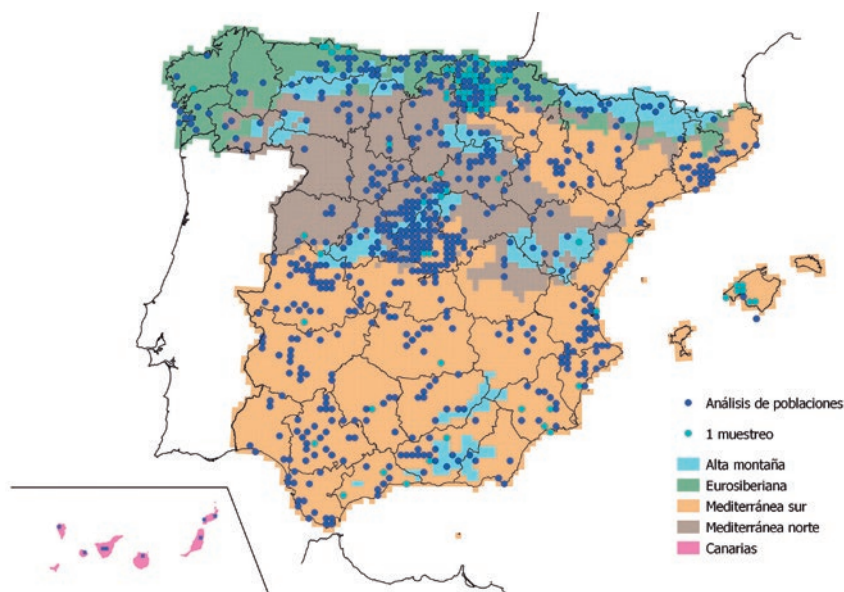 Análisis de poblaciones
1 muestreo
Alta montaña
Eurosiberiana
Mediterránea sur
Mediterránea norte
Canarias